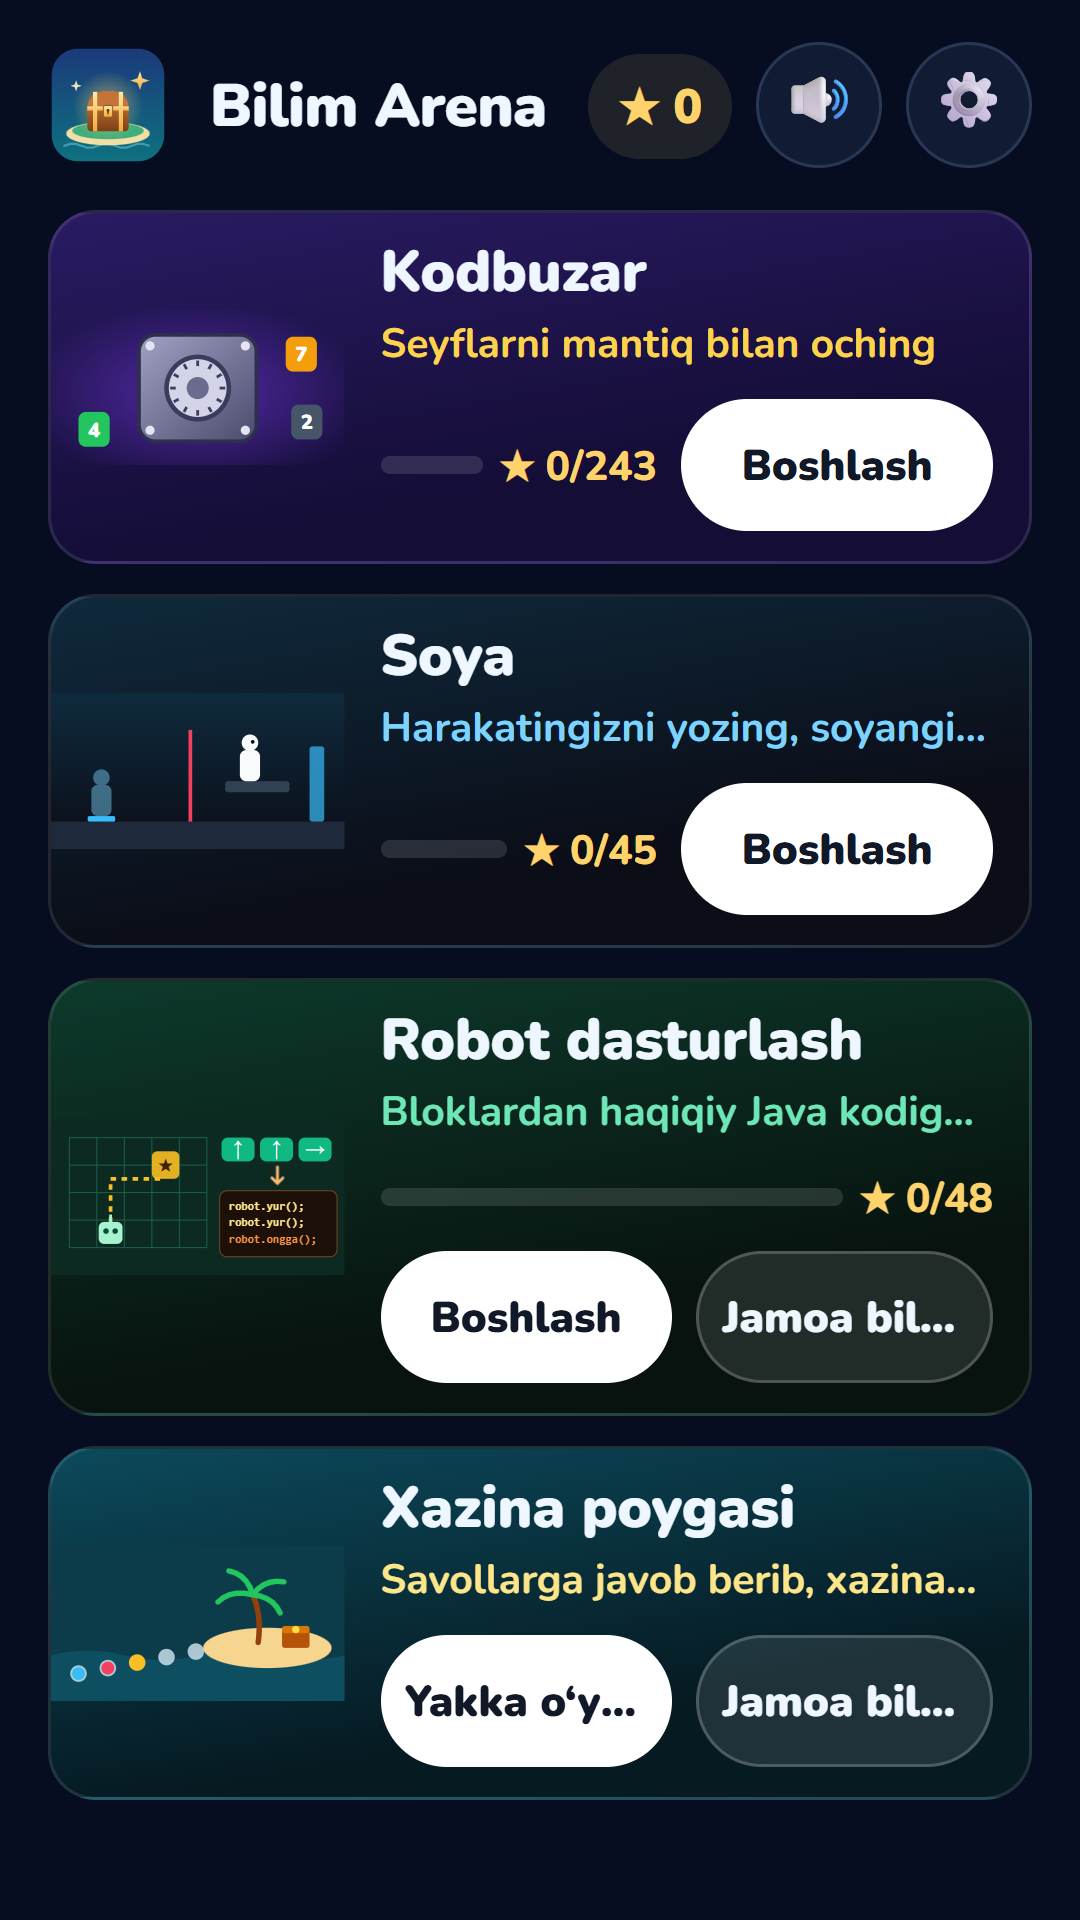 Bilim Arena
★ 0
Kodbuzar
Seyflarni mantiq bilan oching
7
4
2
★ 0/243
Boshlash
Soya
Harakatingizni yozing, soyangi...
★ 0/45
Boshlash
Robot dasturlash
Bloklardan haqiqiy Java kodig...
↑ ↑ →
robot.yur();
robot.yur();
robot.ongga();
★ 0/48
Boshlash
Jamoa bil...
Xazina poygasi
Savollarga javob berib, xazina...
Yakka oʻy...
Jamoa bil...